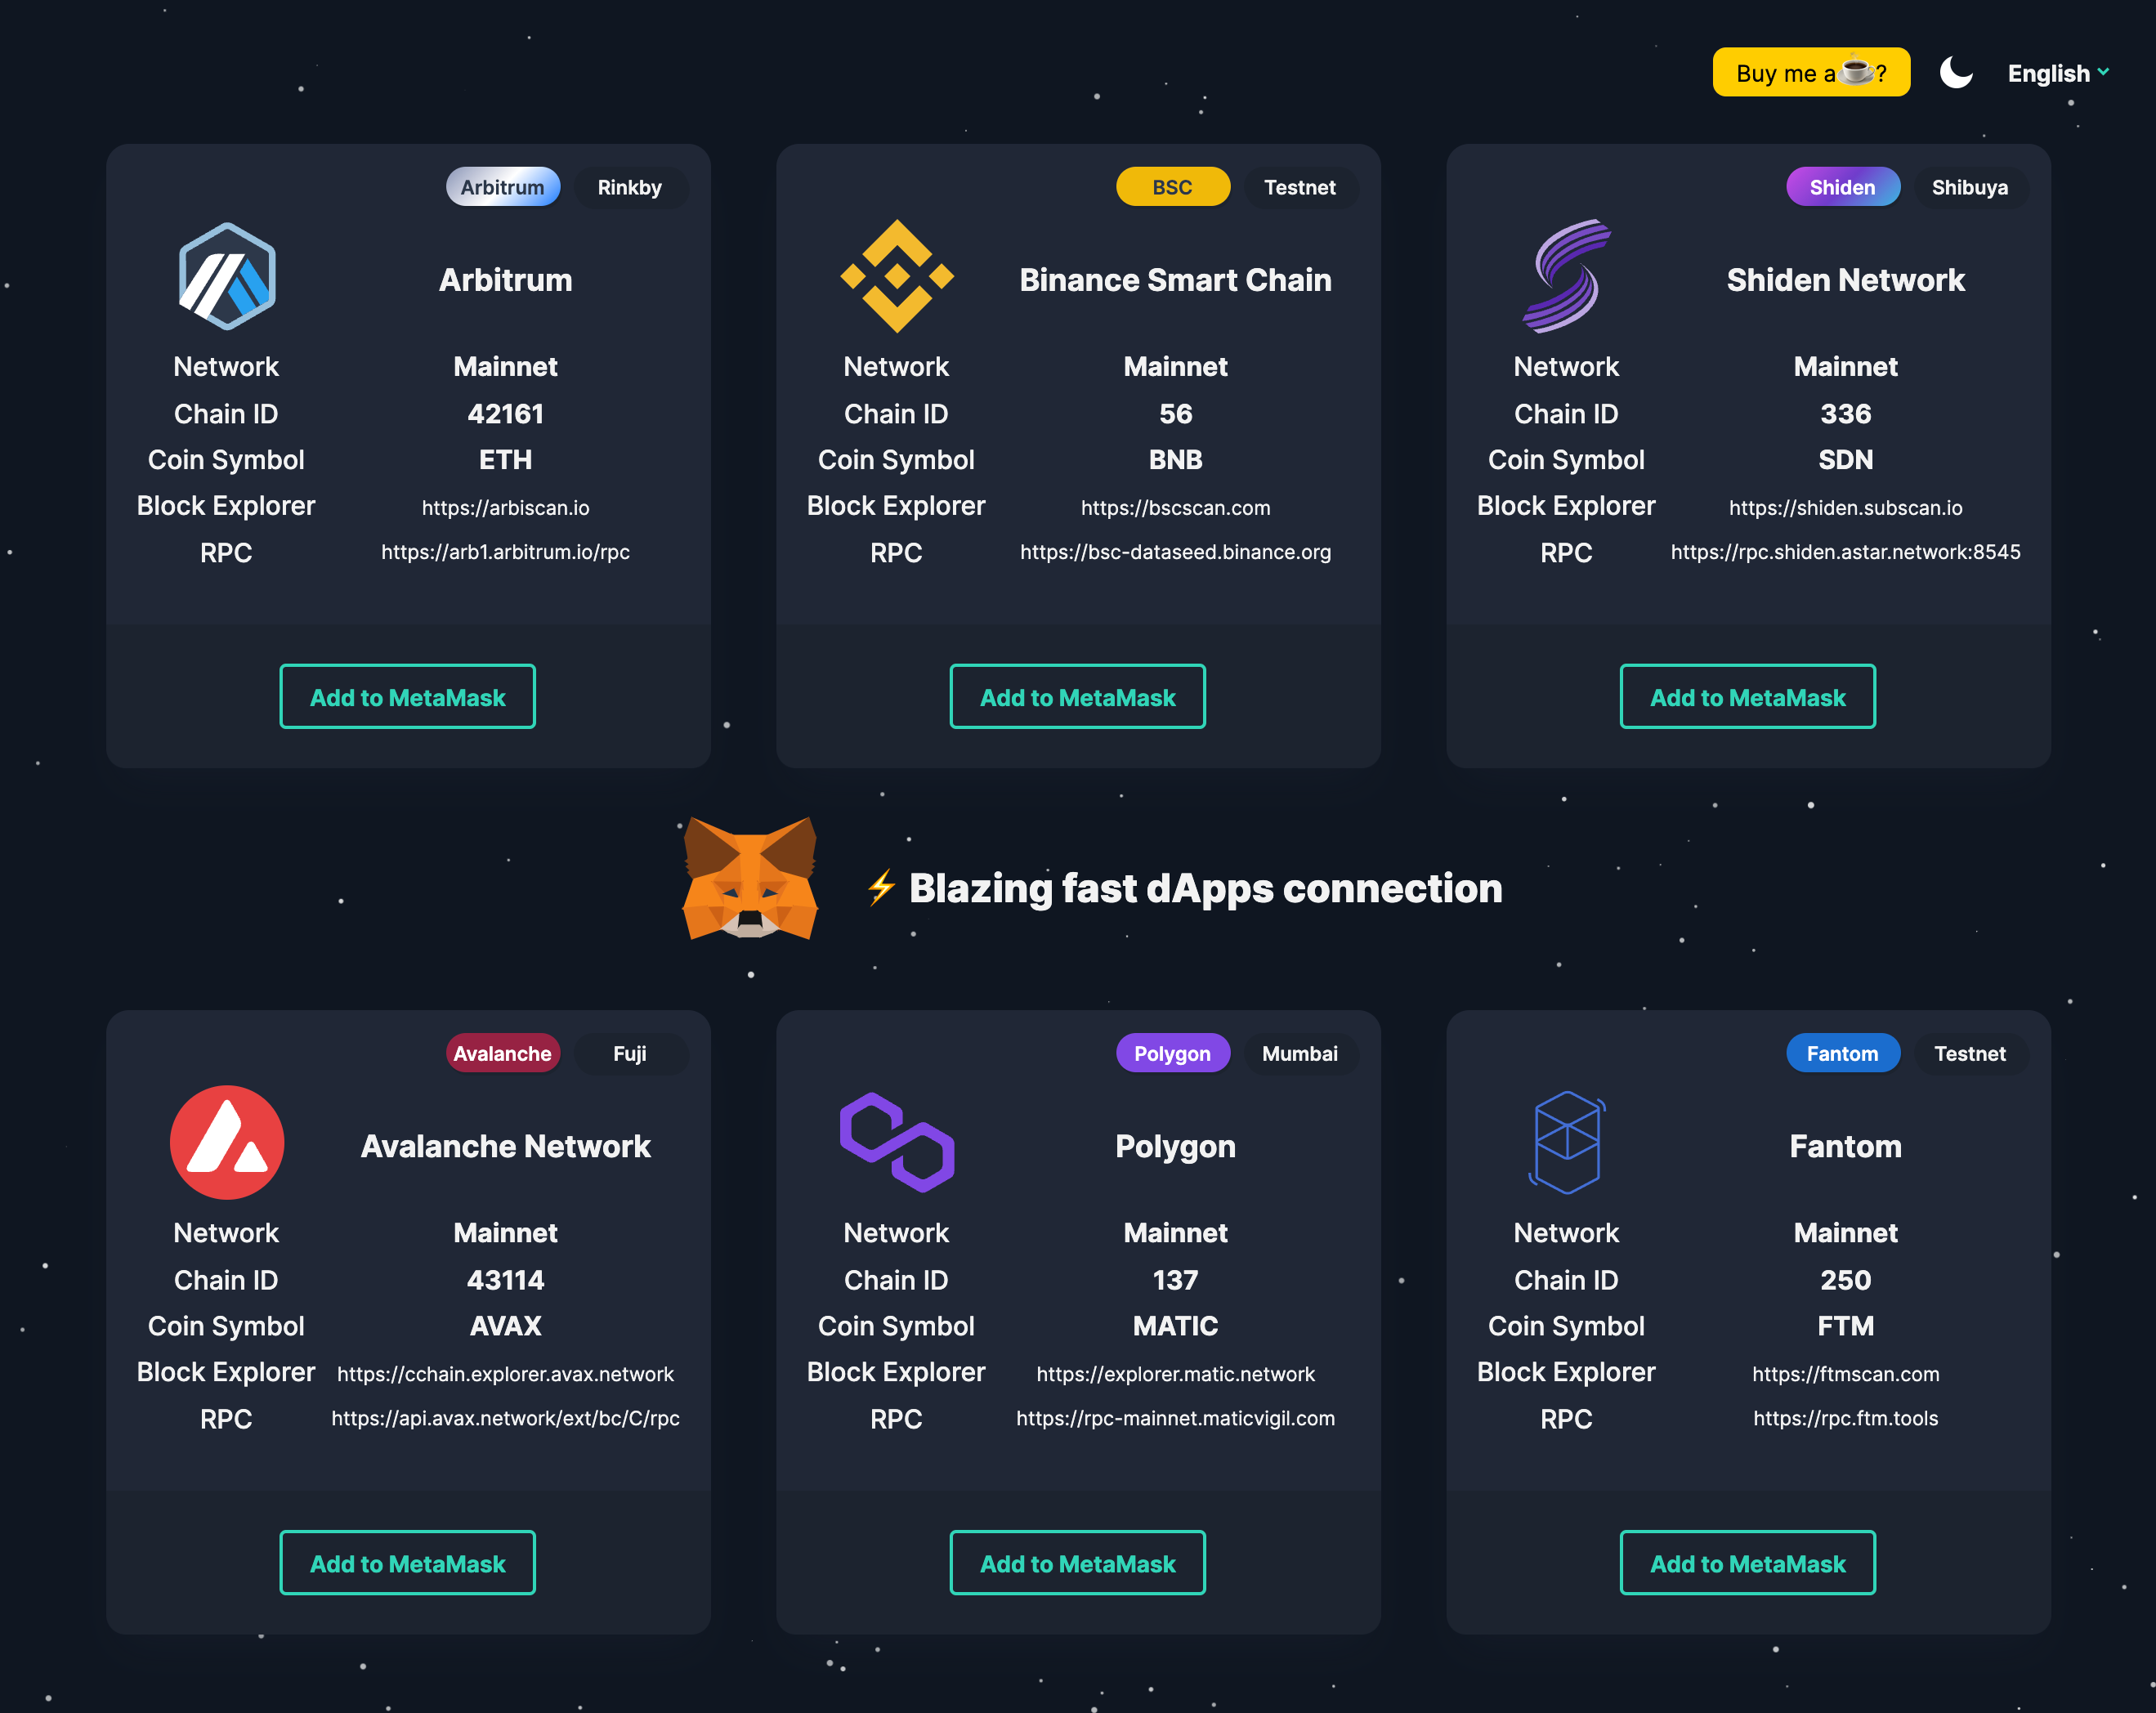 Buy me a☕?
English
Arbitrum Rinkby
Arbitrum
Network Mainnet
Chain ID 42161
Coin Symbol ETH
Block Explorer https://arbiscan.io
RPC https://arb1.arbitrum.io/rpc
Add to MetaMask
BSC Testnet
Binance Smart Chain
Network Mainnet
Chain ID 56
Coin Symbol BNB
Block Explorer https://bscscan.com
RPC https://bsc-dataseed.binance.org
Add to MetaMask
Shiden Shibuya
Shiden Network
Network Mainnet
Chain ID 336
Coin Symbol SDN
Block Explorer https://shiden.subscan.io
RPC https://rpc.shiden.astar.network:8545
Add to MetaMask
⚡ Blazing fast dApps connection
Avalanche Fuji
Avalanche Network
Network Mainnet
Chain ID 43114
Coin Symbol AVAX
Block Explorer https://cchain.explorer.avax.network
RPC https://api.avax.network/ext/bc/C/rpc
Add to MetaMask
Polygon Mumbai
Polygon
Network Mainnet
Chain ID 137
Coin Symbol MATIC
Block Explorer https://explorer.matic.network
RPC https://rpc-mainnet.maticvigil.com
Add to MetaMask
Fantom Testnet
Fantom
Network Mainnet
Chain ID 250
Coin Symbol FTM
Block Explorer https://ftmscan.com
RPC https://rpc.ftm.tools
Add to MetaMask